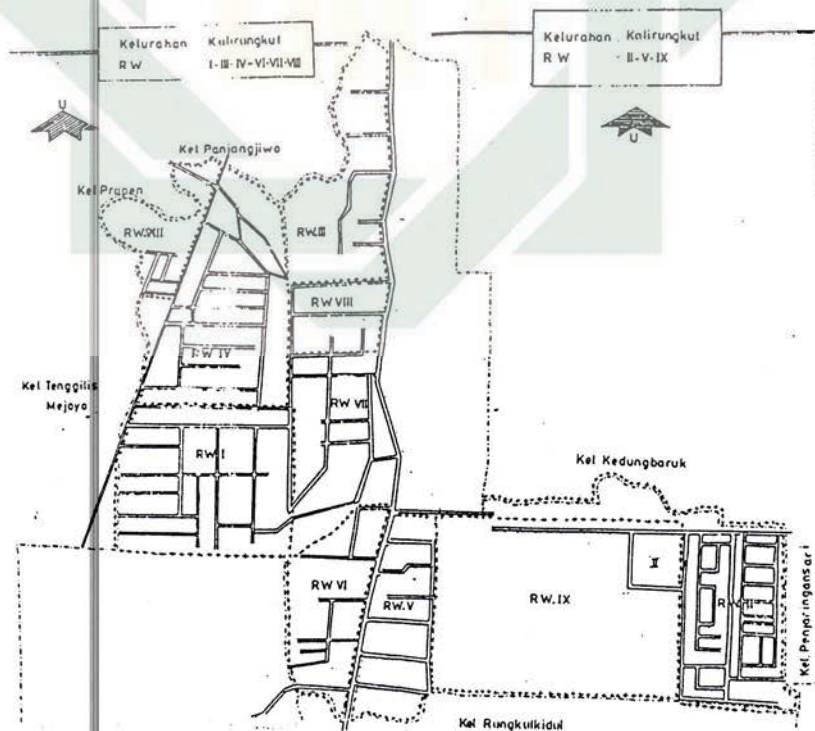 Kelurahan Kalirungkut
R W I-III-IV-VI-VII-VIII
Kelurahan Kalirungkut
R W II-V-IX
U
U
Kel Panjangjiwo
Kel Prapen
RW.III
RW VIII
RW IV
Kel Tenggilis
Mejoyo
RW VII
RW I
Kel Kedungbaruk
II
RW VI
RW.V
RW.IX
Kel. Penjaringansari
Kel Rungkulkidul